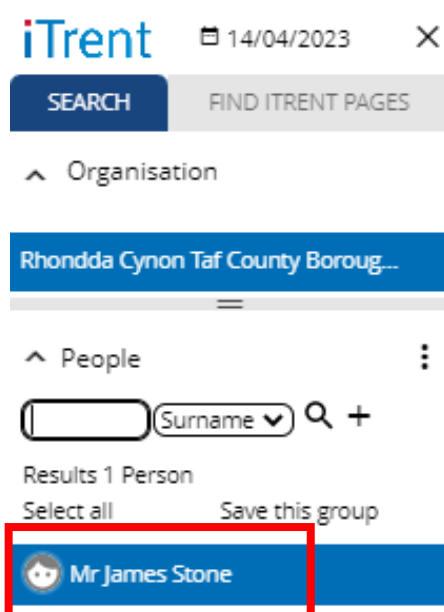 iTrent 14/04/2023
SEARCH FIND ITRENT PAGES
Organisation
Rhondda Cynon Taf County Boroug...
People
Surname
Results 1 Person
Select all Save this group
Mr James Stone